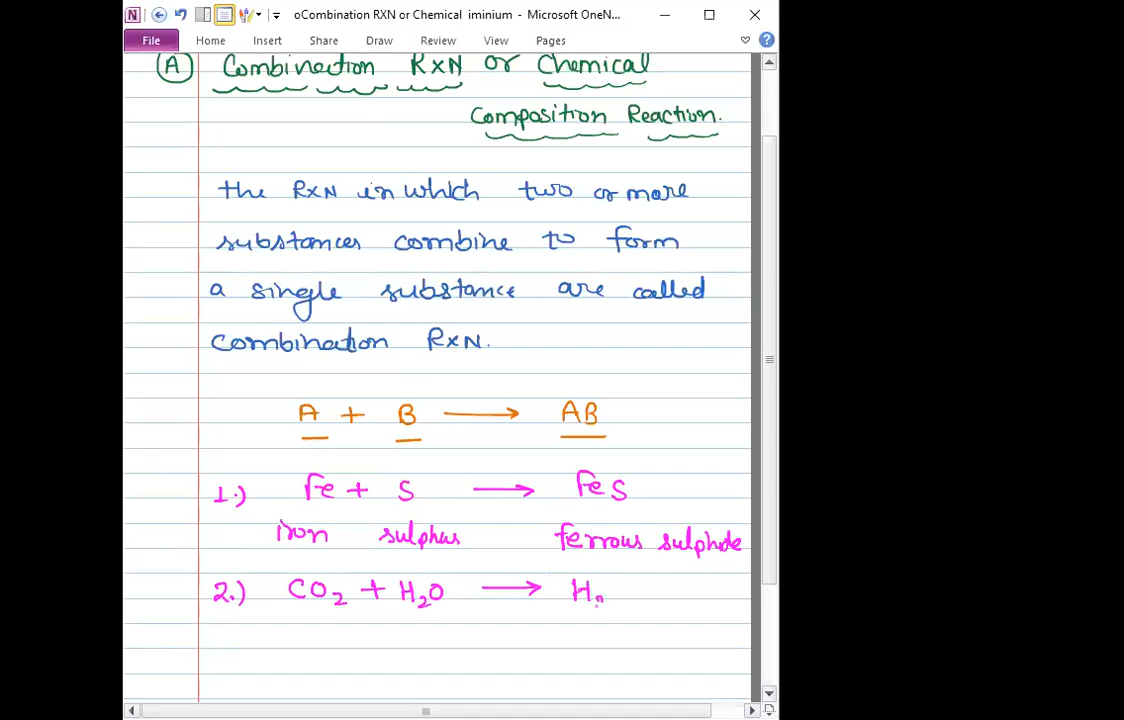 oCombination RXN or Chemical iminium - Microsoft OneN...
File Home Insert Share Draw Review View Pages
A Combination RXN or Chemical
Composition Reaction.
the RXN in which two or more
substances combine to form
a single substance are called
combination RXN.
A + B → AB
1.) Fe + S → FeS
iron sulphus ferrous sulphide
2.) CO₂ + H₂O → H